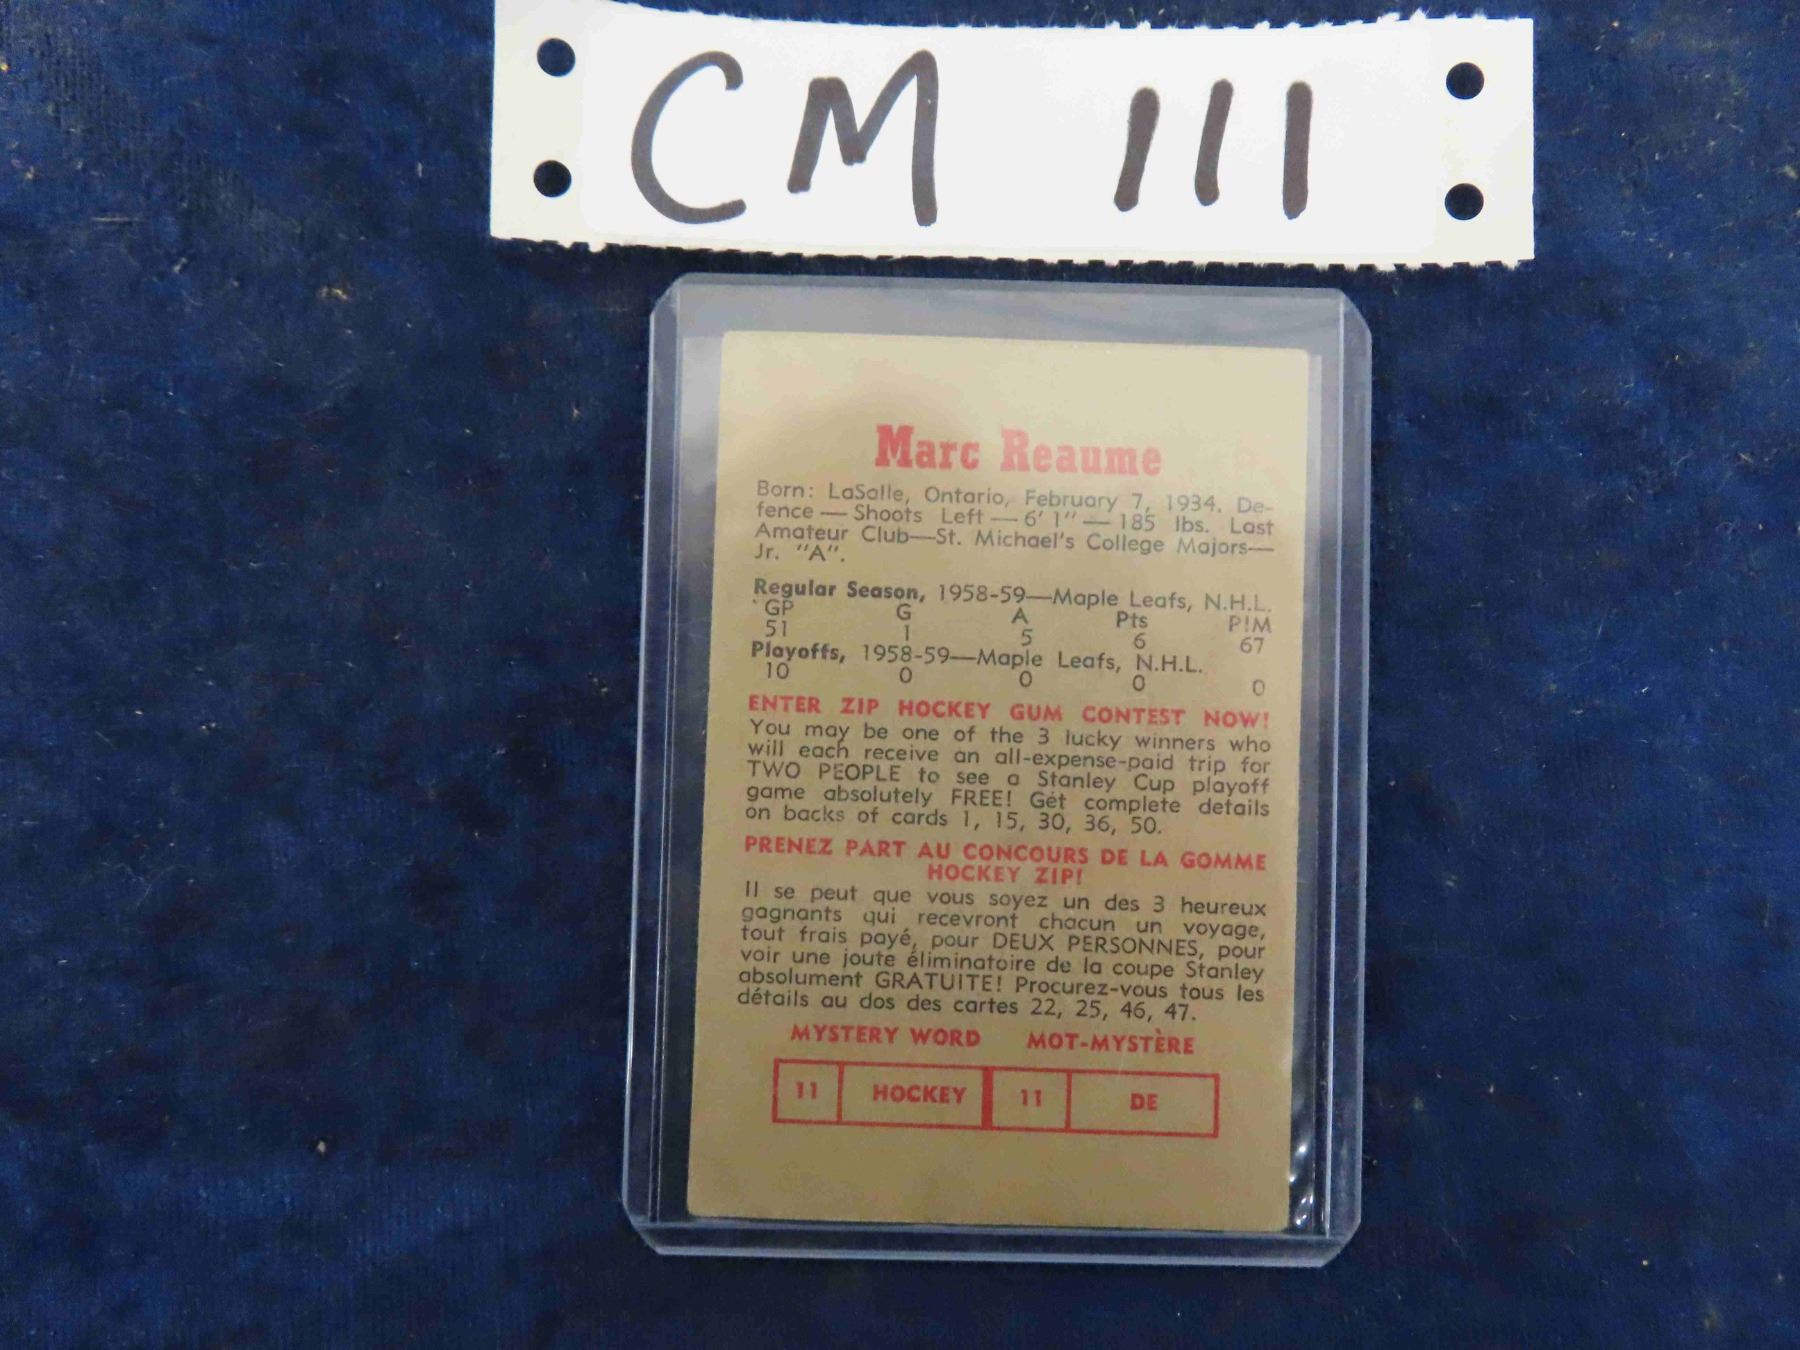 CM 111
Marc Reaume
Born: LaSalle, Ontario, February 7, 1934. De-
fence — Shoots Left — 6' 1" — 185 lbs. Last
Amateur Club—St. Michael's College Majors—
Jr. "A".
Regular Season, 1958-59—Maple Leafs, N.H.L.
GP G A Pts PIM
51 1 5 6 67
Playoffs, 1958-59—Maple Leafs, N.H.L.
10 0 0 0 0
ENTER ZIP HOCKEY GUM CONTEST NOW!
You may be one of the 3 lucky winners who
will each receive an all-expense-paid trip for
TWO PEOPLE to see a Stanley Cup playoff
game absolutely FREE! Get complete details
on backs of cards 1, 15, 30, 36, 50.
PRENEZ PART AU CONCOURS DE LA GOMME
HOCKEY ZIP!
Il se peut que vous soyez un des 3 heureux
gagnants qui recevront chacun un voyage,
tout frais payé, pour DEUX PERSONNES, pour
voir une joute éliminatoire de la coupe Stanley
absolument GRATUITE! Procurez-vous tous les
détails au dos des cartes 22, 25, 46, 47.
MYSTERY WORD MOT-MYSTÈRE
11 HOCKEY 11 DE